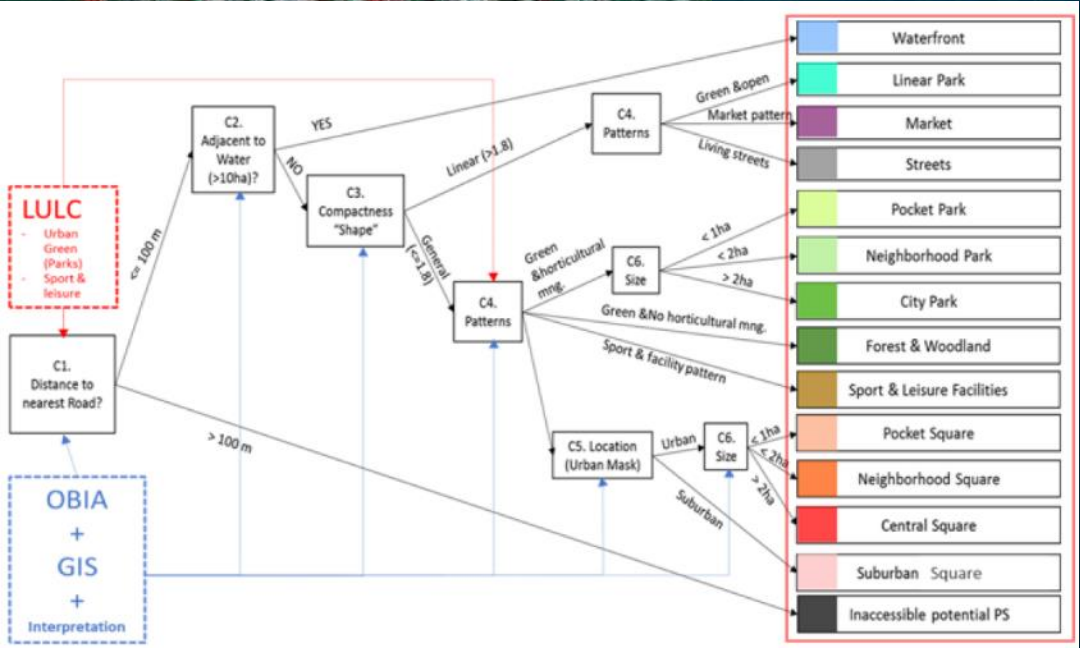 LULC
- Urban
Green
(Parks)
- Sport &
leisure
C1.
Distance to
nearest Road?
OBIA
+
GIS
+
Interpretation
<= 100 m
> 100 m
C2.
Adjacent to
Water
(>10ha)?
YES
NO
C3.
Compactness
"Shape"
Linear (>1.8)
General
(<=1.8)
C4.
Patterns
Green &open
Market pattern
Living streets
C4.
Patterns
Green
&horticultural
mng.
Green &No horticultural mng.
Sport & facility pattern
C6.
Size
< 1ha
< 2ha
> 2ha
C5. Location
(Urban Mask)
Urban
Suburban
C6.
Size
< 1ha
< 2ha
> 2ha
Waterfront
Linear Park
Market
Streets
Pocket Park
Neighborhood Park
City Park
Forest & Woodland
Sport & Leisure Facilities
Pocket Square
Neighborhood Square
Central Square
Suburban Square
Inaccessible potential PS